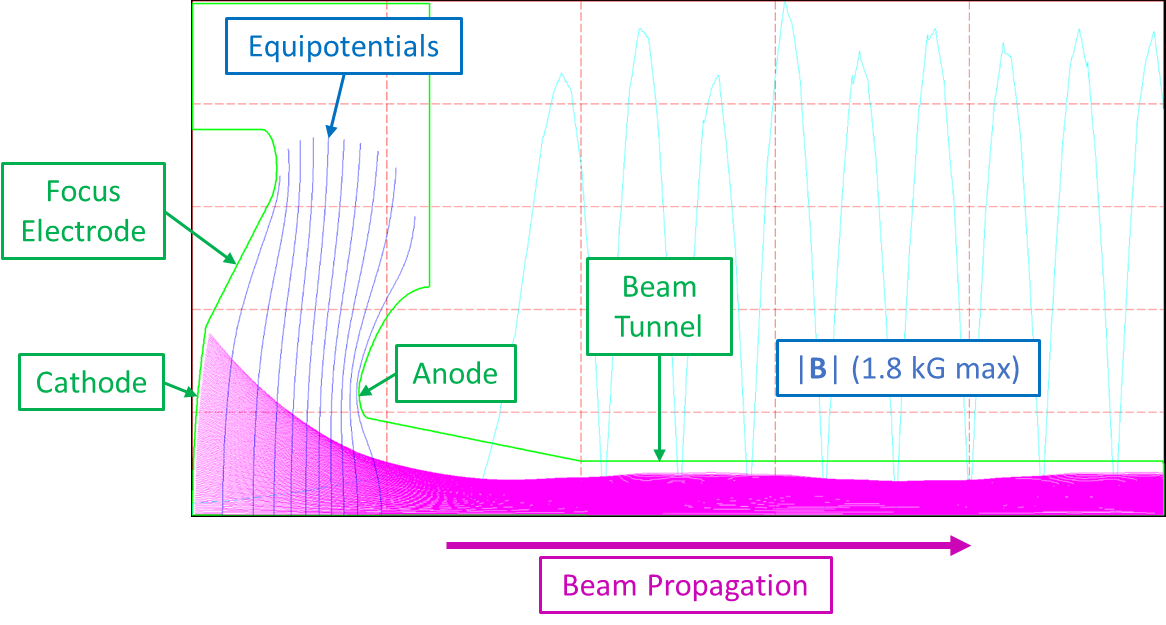 Equipotentials
Focus
Electrode
Beam
Tunnel
|B| (1.8 kG max)
Cathode
Anode
Beam Propagation